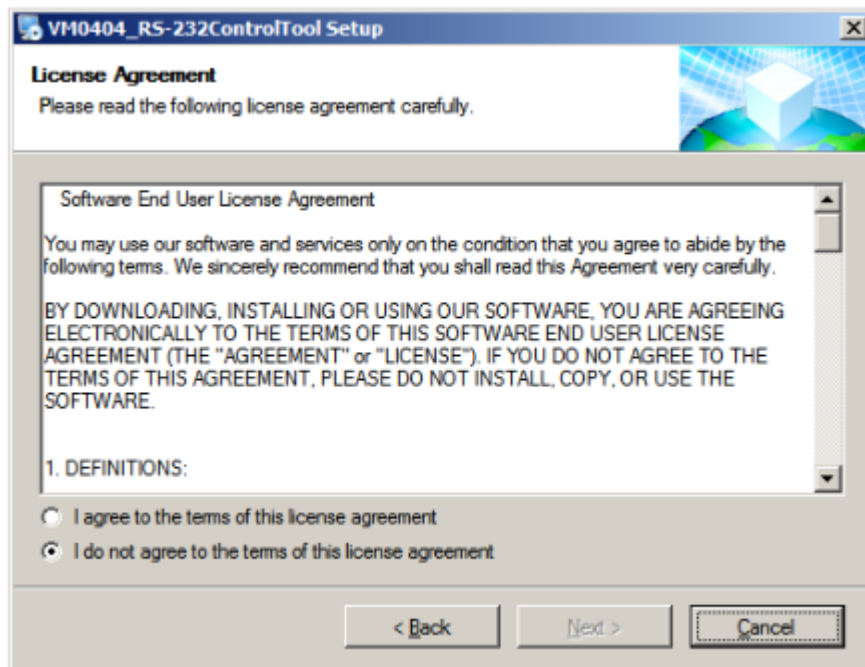 VM0404_RS-232ControlTool Setup
License Agreement
Please read the following license agreement carefully.
Software End User License Agreement
You may use our software and services only on the condition that you agree to abide by the
following terms. We sincerely recommend that you shall read this Agreement very carefully.
BY DOWNLOADING, INSTALLING OR USING OUR SOFTWARE, YOU ARE AGREEING
ELECTRONICALLY TO THE TERMS OF THIS SOFTWARE END USER LICENSE
AGREEMENT (THE "AGREEMENT" or "LICENSE"). IF YOU DO NOT AGREE TO THE
TERMS OF THIS AGREEMENT, PLEASE DO NOT INSTALL, COPY, OR USE THE
SOFTWARE.
1. DEFINITIONS:
I agree to the terms of this license agreement
I do not agree to the terms of this license agreement
< Back Next > Cancel